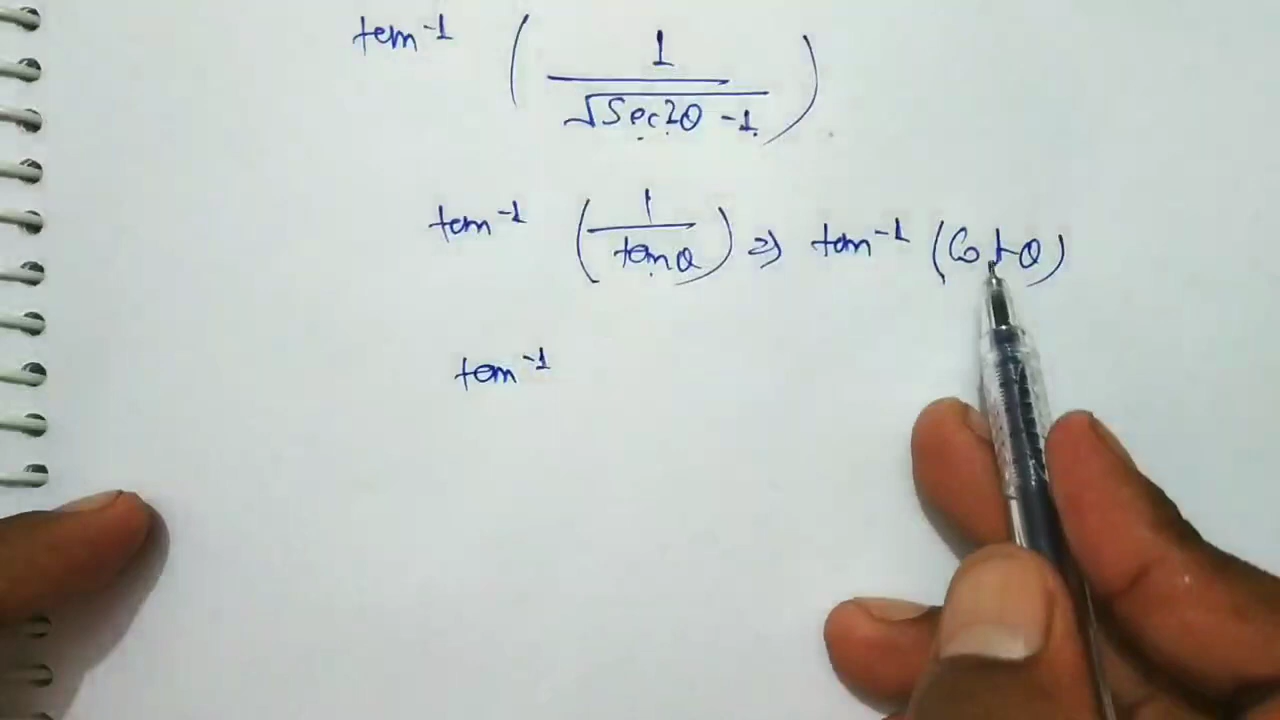 tan⁻¹ ( 1 / √Sec2θ - 1 )
tan⁻¹ ( 1 / tanθ ) ⇒ tan⁻¹ (Cotθ)
tan⁻¹